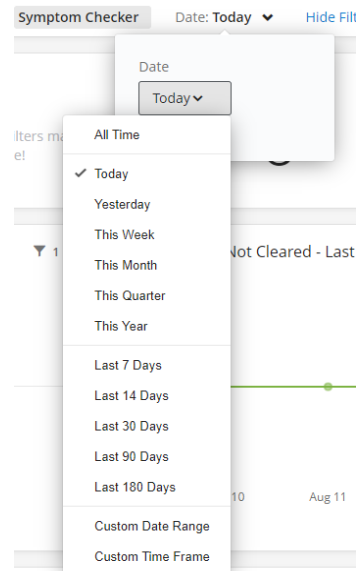 Symptom Checker Date: Today Hide Filt
Date
Today
All Time
lters ma
e!
Today
Yesterday
This Week
1 Not Cleared - Last
This Month
This Quarter
This Year
Last 7 Days
Last 14 Days
Last 30 Days
Last 90 Days
Last 180 Days
10 Aug 11
Custom Date Range
Custom Time Frame